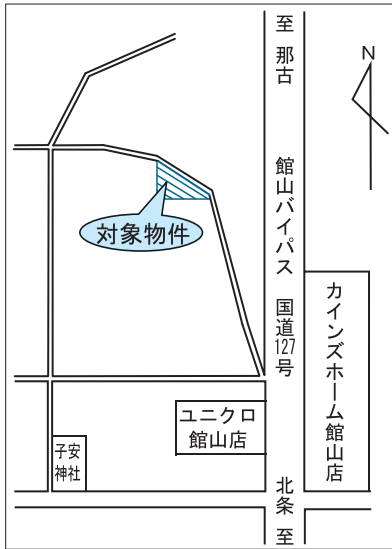 至 那古
N
館山バイパス 国道127号
対象物件
カインズホーム館山店
ユニクロ
館山店
子安
神社
北条 至